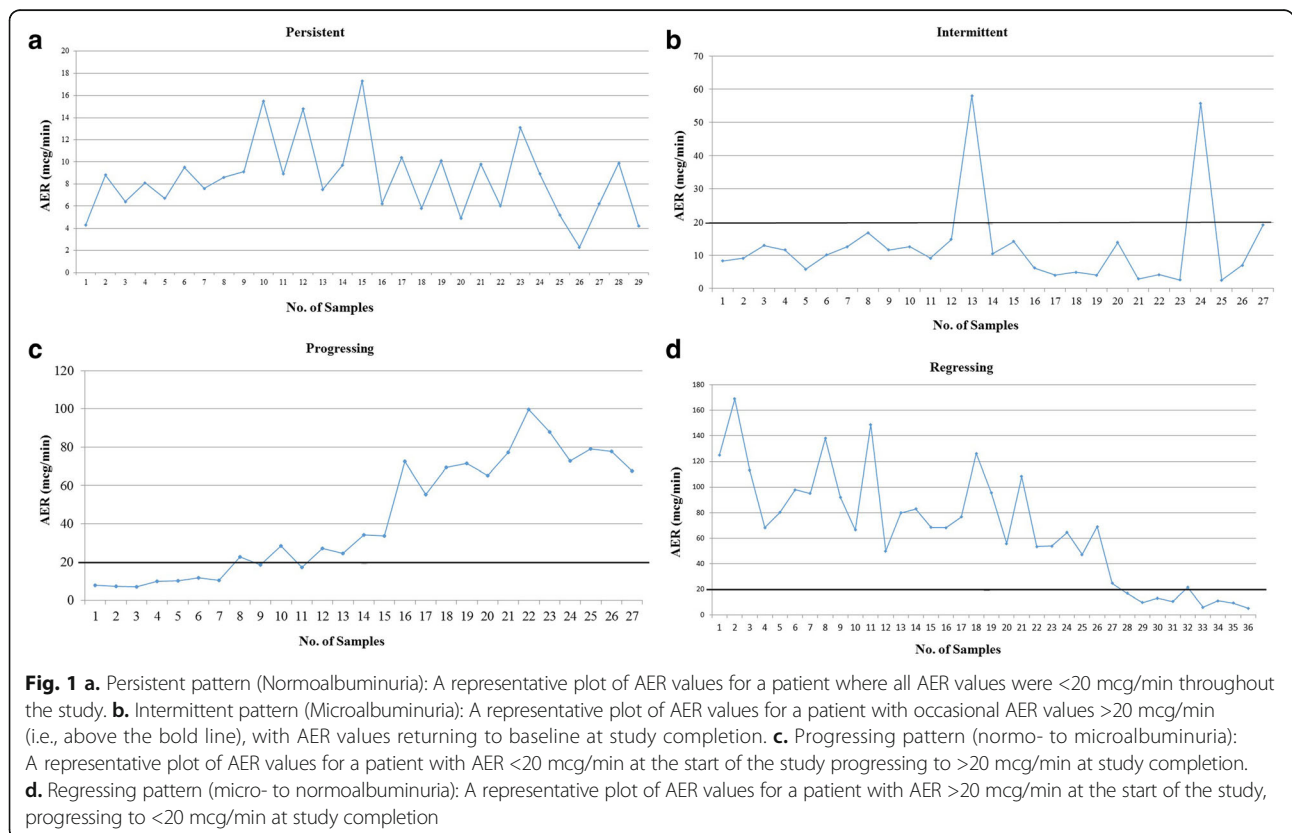 a
Persistent
AER (mcg/min)
20
18
16
14
12
10
8
6
4
2
0
1 2 3 4 5 6 7 8 9 10 11 12 13 14 15 16 17 18 19 20 21 22 23 24 25 26 27 28 29
No. of Samples
b
Intermittent
AER (mcg/min)
70
60
50
40
30
20
10
0
1 2 3 4 5 6 7 8 9 10 11 12 13 14 15 16 17 18 19 20 21 22 23 24 25 26 27
No. of Samples
c
Progressing
AER (mcg/min)
120
100
80
60
40
20
0
1 2 3 4 5 6 7 8 9 10 11 12 13 14 15 16 17 18 19 20 21 22 23 24 25 26 27
No. of Samples
d
Regressing
AER (mcg/min)
180
160
140
120
100
80
60
40
20
0
1 2 3 4 5 6 7 8 9 10 11 12 13 14 15 16 17 18 19 20 21 22 23 24 25 26 27 28 29 30 31 32 33 34 35 36
No. of Samples
Fig. 1 a. Persistent pattern (Normoalbuminuria): A representative plot of AER values for a patient where all AER values were <20 mcg/min throughout
the study. b. Intermittent pattern (Microalbuminuria): A representative plot of AER values for a patient with occasional AER values >20 mcg/min
(i.e., above the bold line), with AER values returning to baseline at study completion. c. Progressing pattern (normo- to microalbuminuria):
A representative plot of AER values for a patient with AER <20 mcg/min at the start of the study progressing to >20 mcg/min at study completion.
d. Regressing pattern (micro- to normoalbuminuria): A representative plot of AER values for a patient with AER >20 mcg/min at the start of the study,
progressing to <20 mcg/min at study completion